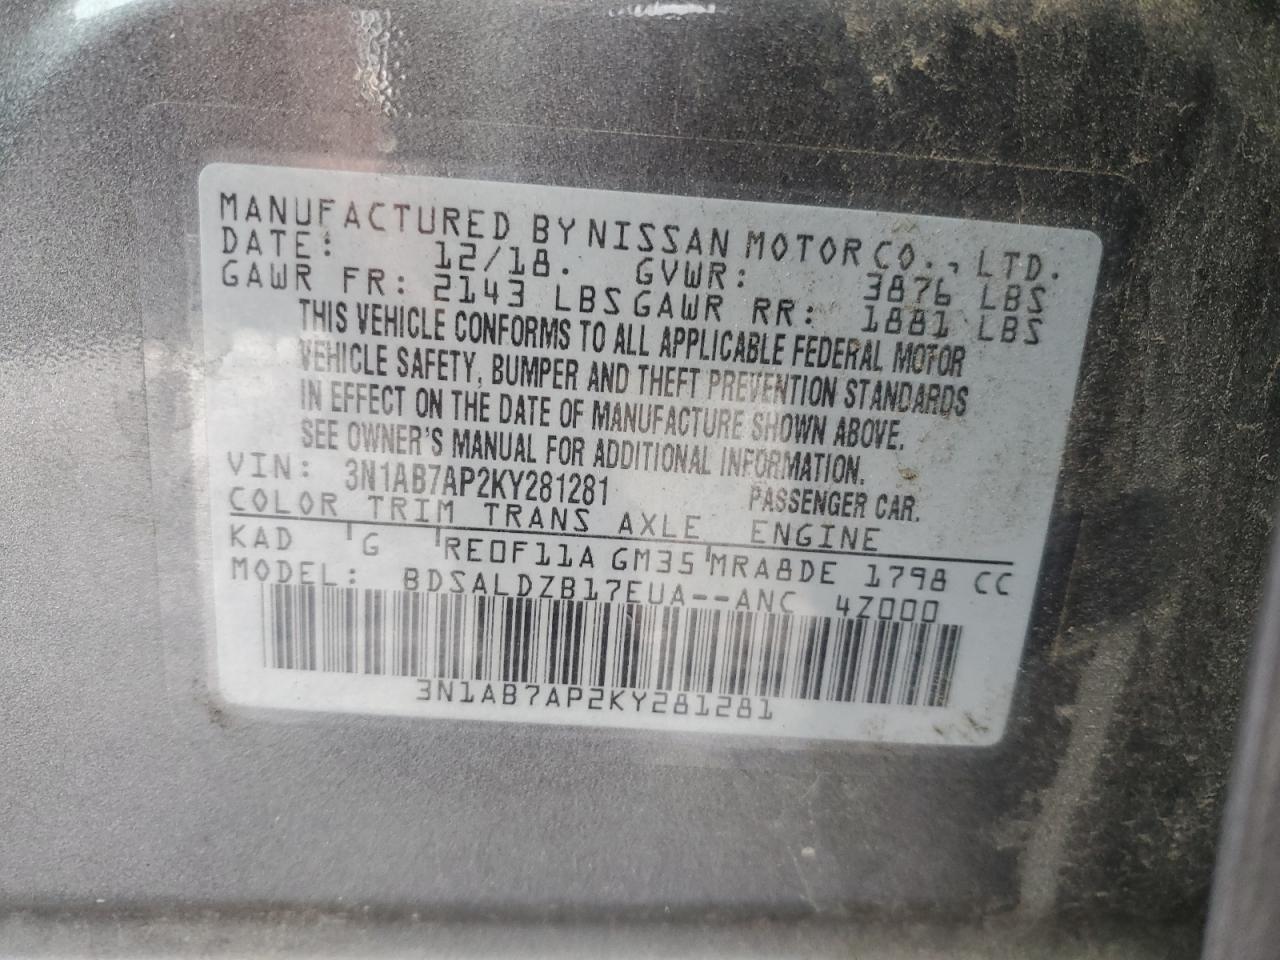 MANUFACTURED BY NISSAN MOTOR CO., LTD.
DATE: 12/18. GVWR: 3876 LBS
GAWR FR: 2143 LBS GAWR RR: 1881 LBS
THIS VEHICLE CONFORMS TO ALL APPLICABLE FEDERAL MOTOR
VEHICLE SAFETY, BUMPER AND THEFT PREVENTION STANDARDS
IN EFFECT ON THE DATE OF MANUFACTURE SHOWN ABOVE.
SEE OWNER'S MANUAL FOR ADDITIONAL INFORMATION.
VIN: 3N1AB7AP2KY281281 PASSENGER CAR.
COLOR TRIM TRANS AXLE ENGINE
KAD G RE0F11A GM35 MRA8DE 1798 CC
MODEL: BDSALDZB17EUA--ANC 4Z000
3N1AB7AP2KY281281